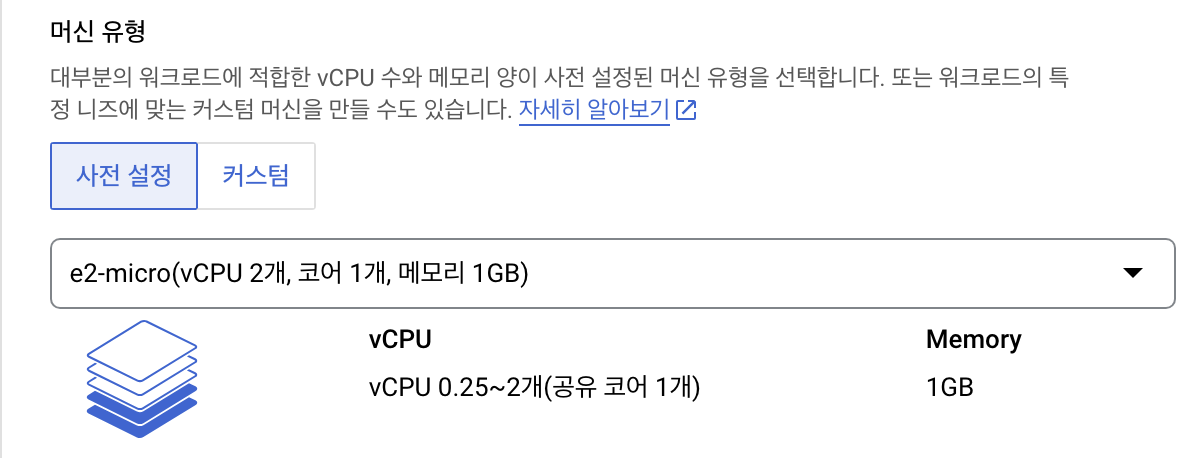 머신 유형
대부분의 워크로드에 적합한 vCPU 수와 메모리 양이 사전 설정된 머신 유형을 선택합니다. 또는 워크로드의 특
정 니즈에 맞는 커스텀 머신을 만들 수도 있습니다. 자세히 알아보기
사전 설정 커스텀
e2-micro(vCPU 2개, 코어 1개, 메모리 1GB)
vCPU Memory
vCPU 0.25~2개(공유 코어 1개) 1GB